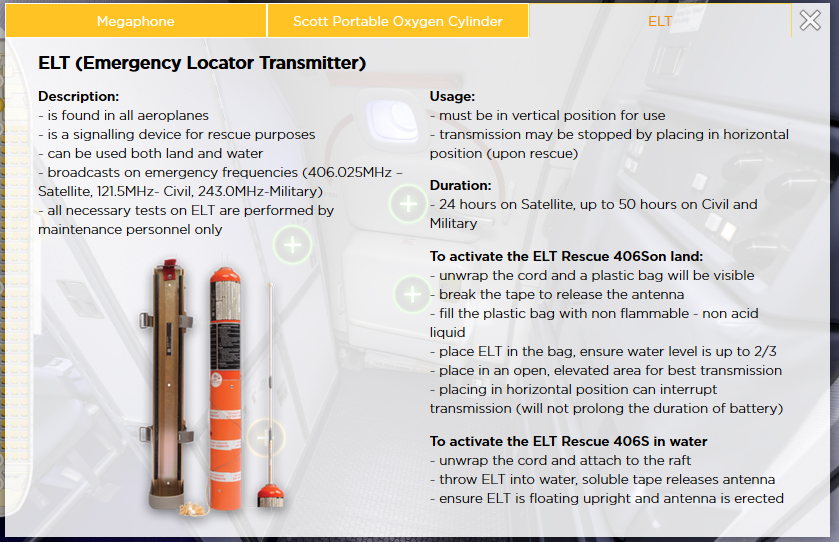 Megaphone
Scott Portable Oxygen Cylinder
ELT
ELT (Emergency Locator Transmitter)
Description:
- is found in all aeroplanes
- is a signalling device for rescue purposes
- can be used both land and water
- broadcasts on emergency frequencies (406.025MHz –
Satellite, 121.5MHz- Civil, 243.0MHz-Military)
- all necessary tests on ELT are performed by
maintenance personnel only
Usage:
- must be in vertical position for use
- transmission may be stopped by placing in horizontal
position (upon rescue)
Duration:
- 24 hours on Satellite, up to 50 hours on Civil and
Military
To activate the ELT Rescue 406Son land:
- unwrap the cord and a plastic bag will be visible
- break the tape to release the antenna
- fill the plastic bag with non flammable - non acid
liquid
- place ELT in the bag, ensure water level is up to 2/3
- place in an open, elevated area for best transmission
- placing in horizontal position can interrupt
transmission (will not prolong the duration of battery)
To activate the ELT Rescue 406S in water
- unwrap the cord and attach to the raft
- throw ELT into water, soluble tape releases antenna
- ensure ELT is floating upright and antenna is erected